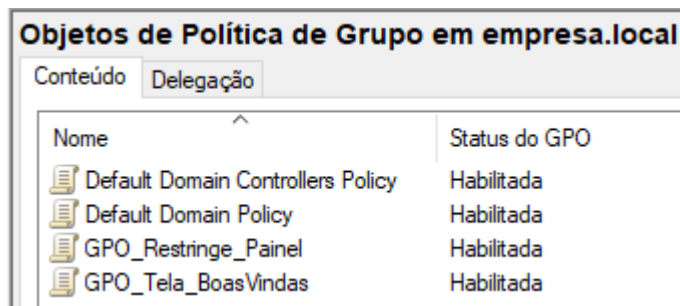 Objetos de Política de Grupo em empresa.local
Conteúdo Delegação
Nome Status do GPO
Default Domain Controllers Policy Habilitada
Default Domain Policy Habilitada
GPO_Restringe_Painel Habilitada
GPO_Tela_BoasVindas Habilitada